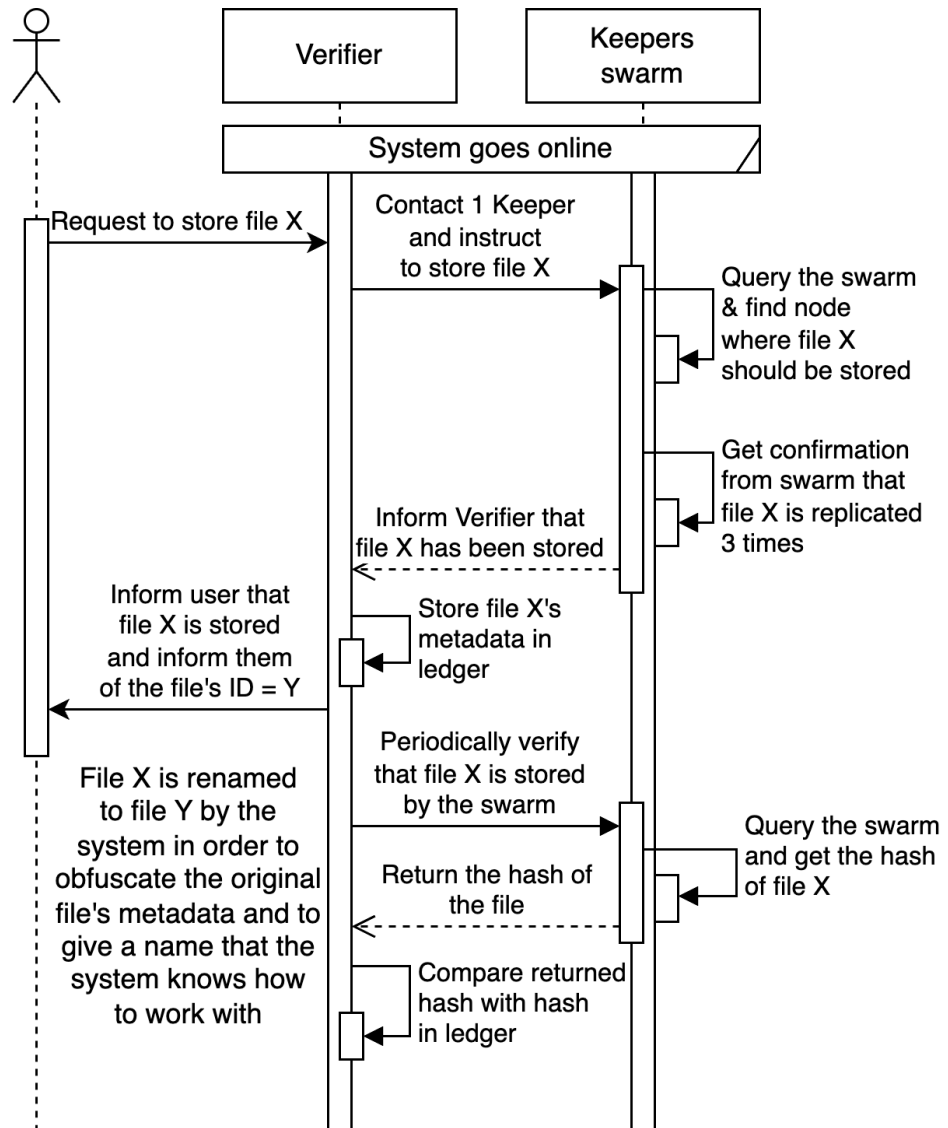 Verifier
Keepers
swarm
System goes online
Request to store file X
Contact 1 Keeper
and instruct
to store file X
Query the swarm
& find node
where file X
should be stored
Get confirmation
from swarm that
file X is replicated
3 times
Inform Verifier that
file X has been stored
Store file X's
metadata in
ledger
Inform user that
file X is stored
and inform them
of the file's ID = Y
Periodically verify
that file X is stored
by the swarm
File X is renamed
to file Y by the
system in order to
obfuscate the original
file's metadata and to
give a name that the
system knows how
to work with
Query the swarm
and get the hash
of file X
Return the hash of
the file
Compare returned
hash with hash
in ledger